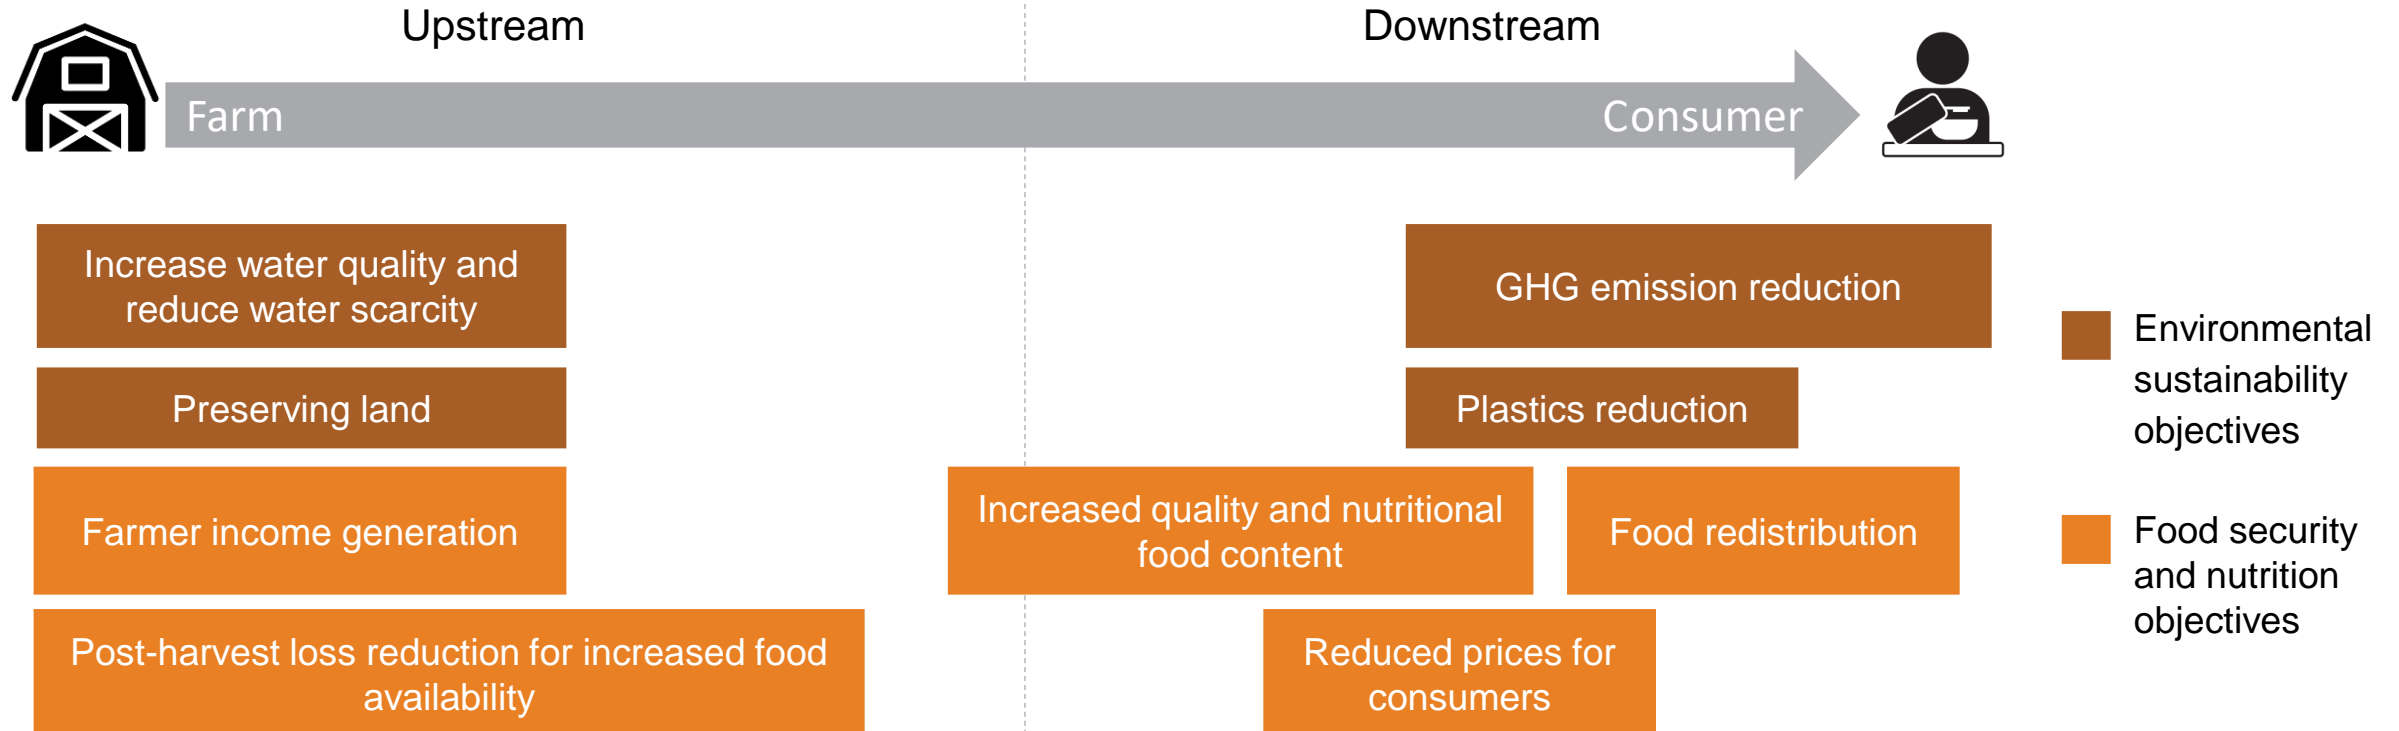 Upstream
Downstream
Farm
Consumer
Increase water quality and
reduce water scarcity
GHG emission reduction
Preserving land
Plastics reduction
Farmer income generation
Increased quality and nutritional
food content
Food redistribution
Post-harvest loss reduction for increased food
availability
Reduced prices for
consumers
Environmental
sustainability
objectives
Food security
and nutrition
objectives